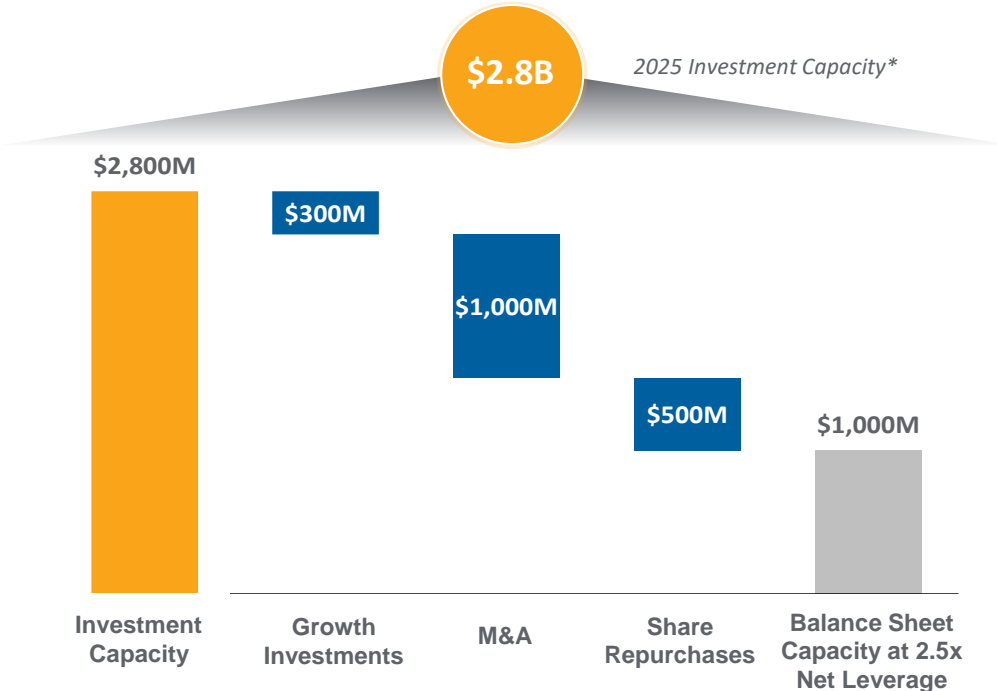 $2.8B
2025 Investment Capacity*
$2,800M
$300M
$1,000M
$500M
$1,000M
Investment
Capacity
Growth
Investments
M&A
Share
Repurchases
Balance Sheet
Capacity at 2.5x
Net Leverage